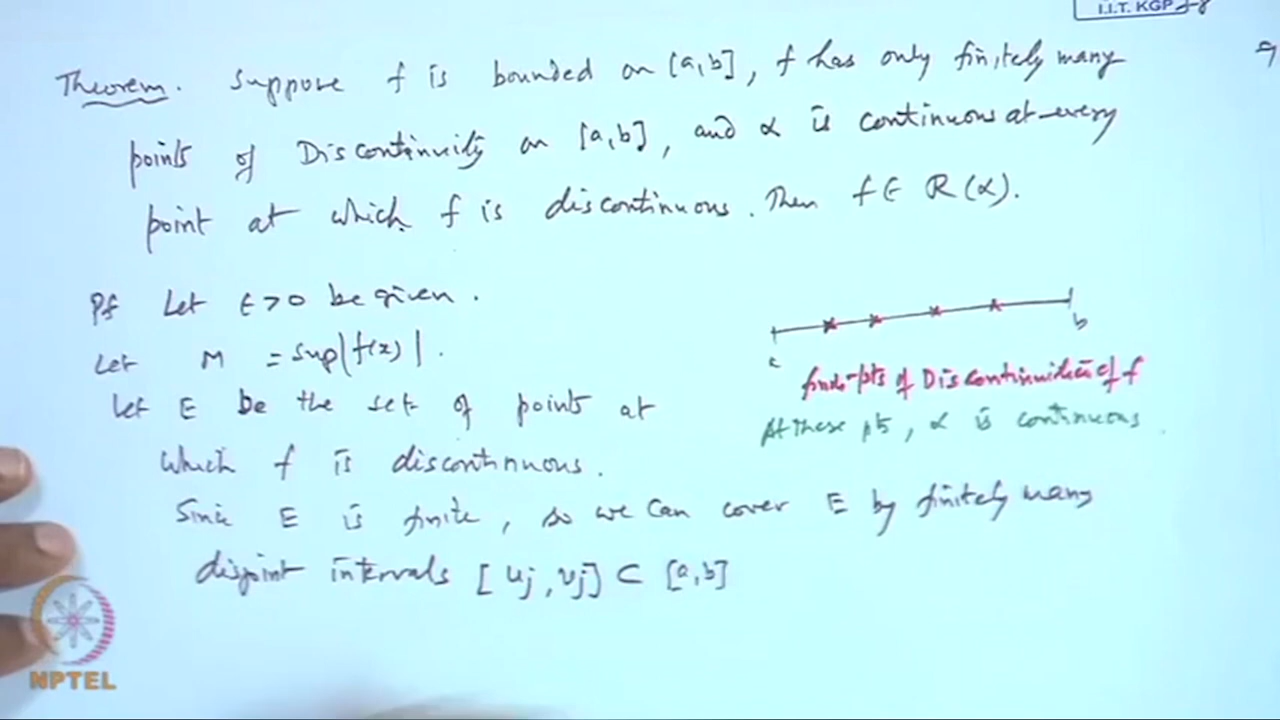 I.I.T. KGP
Theorem. Suppose f is bounded on [a,b], f has only finitely many
points of Discontinuity on [a,b], and α is continuous at every
point at which f is discontinuous. Then f ∈ R(α).
Pf Let ε > 0 be given.
Let M = Sup|f(x)|.
Let E be the set of points at
which f is discontinuous.
Since E is finite, so we can cover E by finitely many
disjoint intervals [uj, vj] ⊂ [a,b]
b
pts of Discontinuities of f
At these pts, α is continuous.
NPTEL